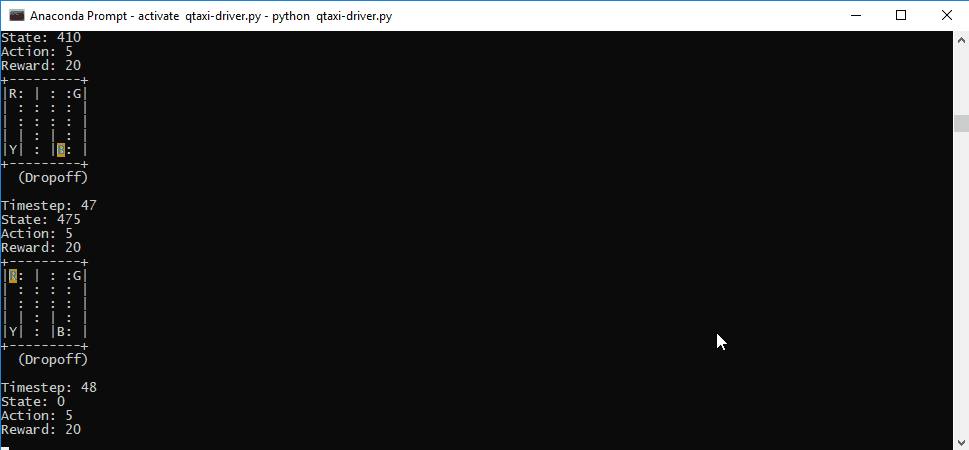 Anaconda Prompt - activate qtaxi-driver.py - python qtaxi-driver.py
State: 410
Action: 5
Reward: 20
+---------+
|R: | : :G|
| : : : : |
| : : : : |
| | : | : |
|Y| : |B: |
+---------+
  (Dropoff)
Timestep: 47
State: 475
Action: 5
Reward: 20
+---------+
|R: | : :G|
| : : : : |
| : : : : |
| | : | : |
|Y| : |B: |
+---------+
  (Dropoff)
Timestep: 48
State: 0
Action: 5
Reward: 20